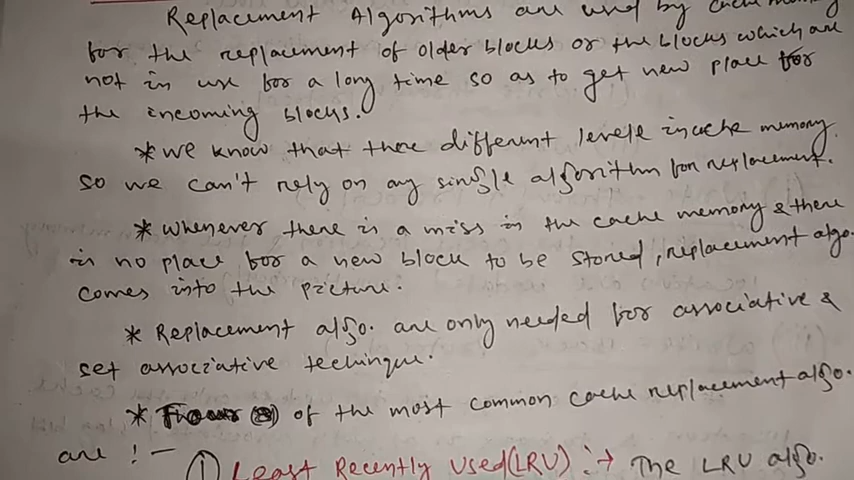 Replacement Algorithms are used by cache memory
for the replacement of older blocks or the blocks which are
not in use for a long time so as to get new place for
the incoming blocks.
* we know that there different levels in cache memory
so we can't rely on any single algorithm for replacement.
* whenever there is a miss in the cache memory & there
is no place for a new block to be stored, replacement algo.
comes into the picture.
* Replacement algo. are only needed for associative &
set associative techinque.
* of the most common cache replacement algo.
are : —
① Least Recently Used (LRU) :→ The LRU algo.